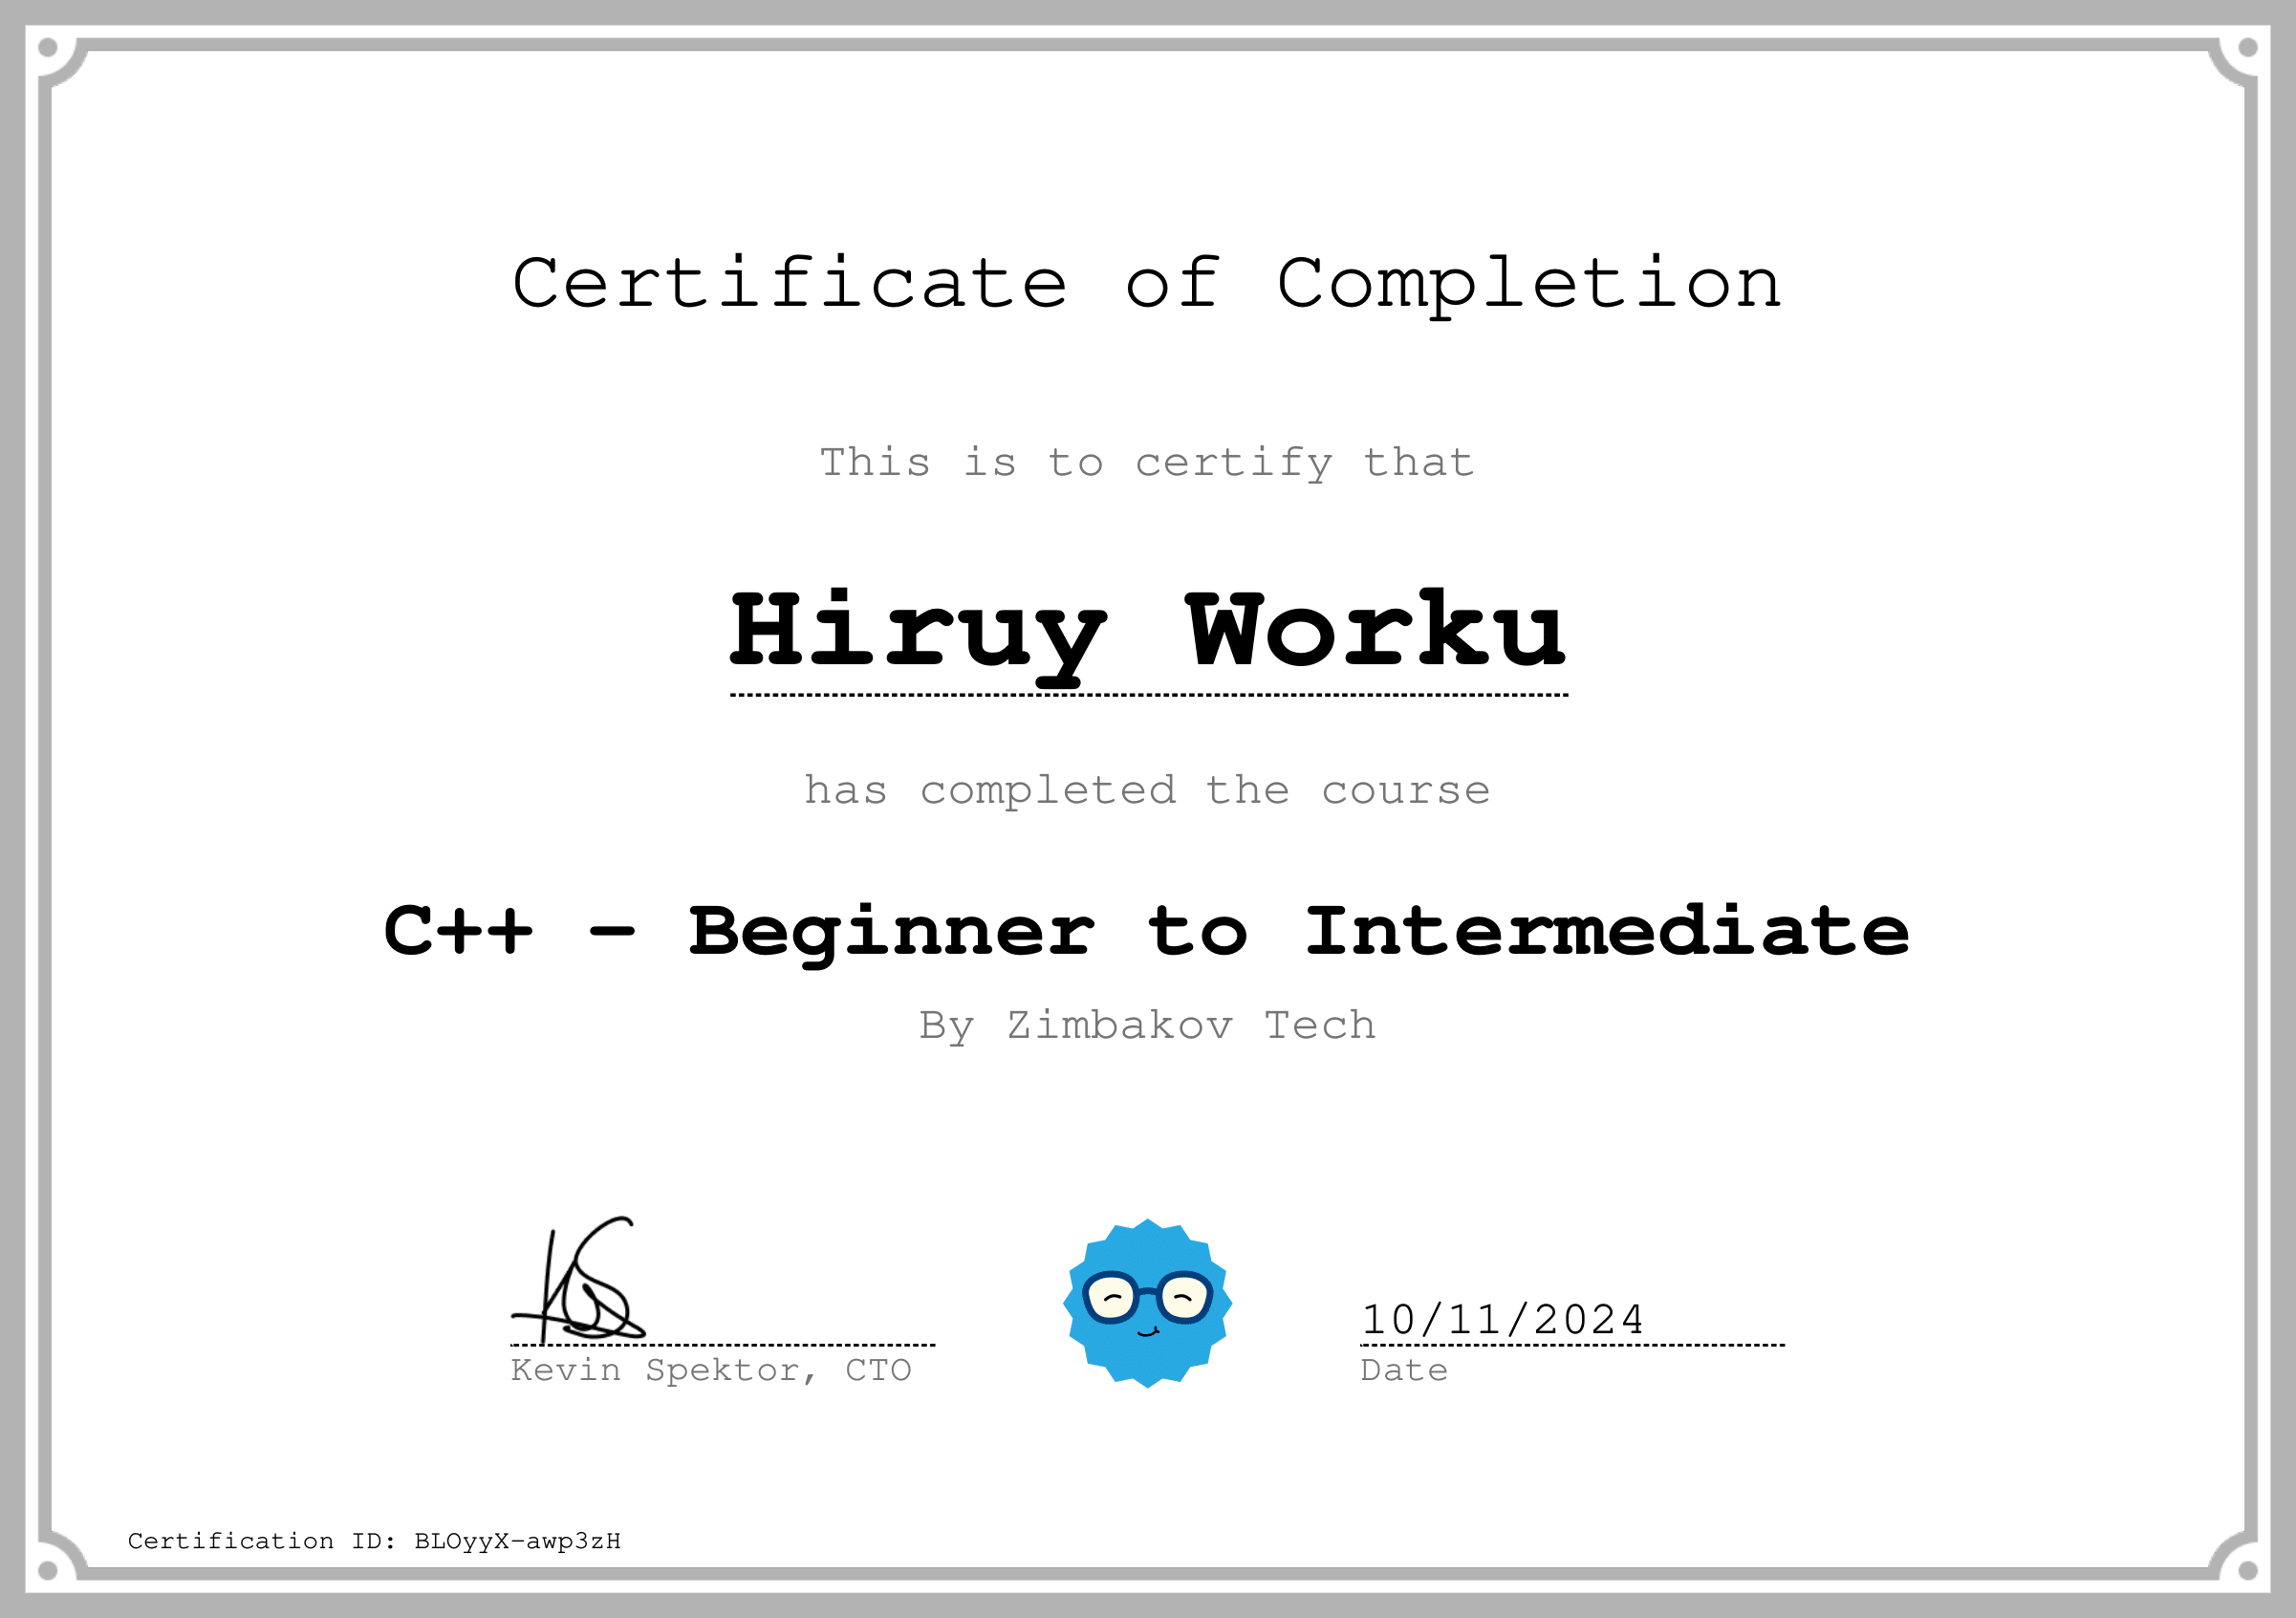 Certificate of Completion
This is to certify that
Hiruy Worku
has completed the course
C++ - Beginner to Intermediate
By Zimbakov Tech
KS
Kevin Spektor, CTO
10/11/2024
Date
Certification ID: BLOyyX-awp3zH